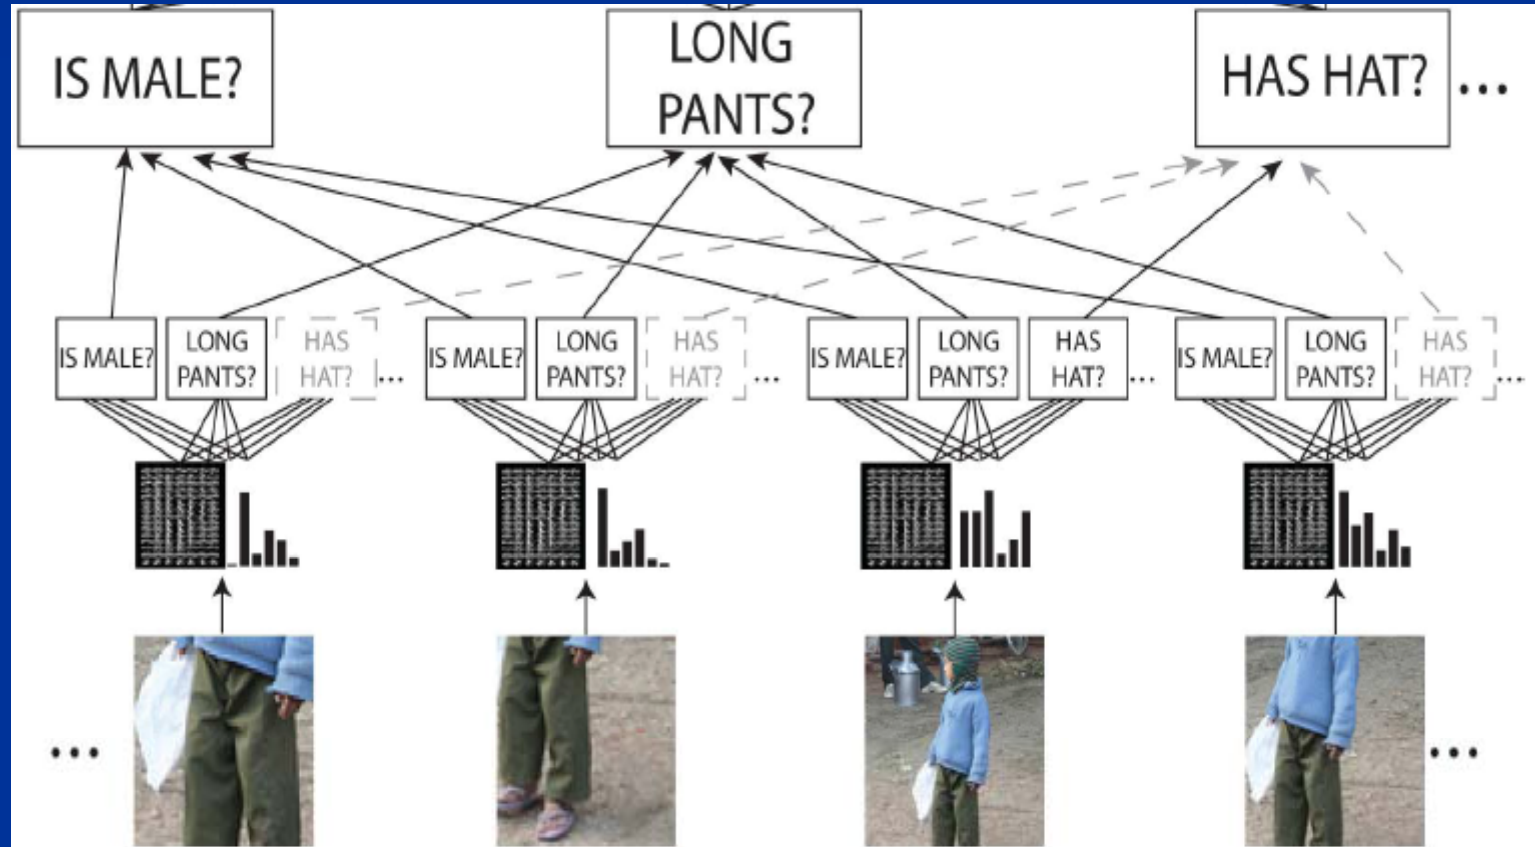 IS MALE?
LONG
PANTS?
HAS HAT? ...
IS MALE?
LONG
PANTS?
HAS
HAT?
...
IS MALE?
LONG
PANTS?
HAS
HAT?
...
IS MALE?
LONG
PANTS?
HAS
HAT?
...
IS MALE?
LONG
PANTS?
HAS
HAT?
...
... ...